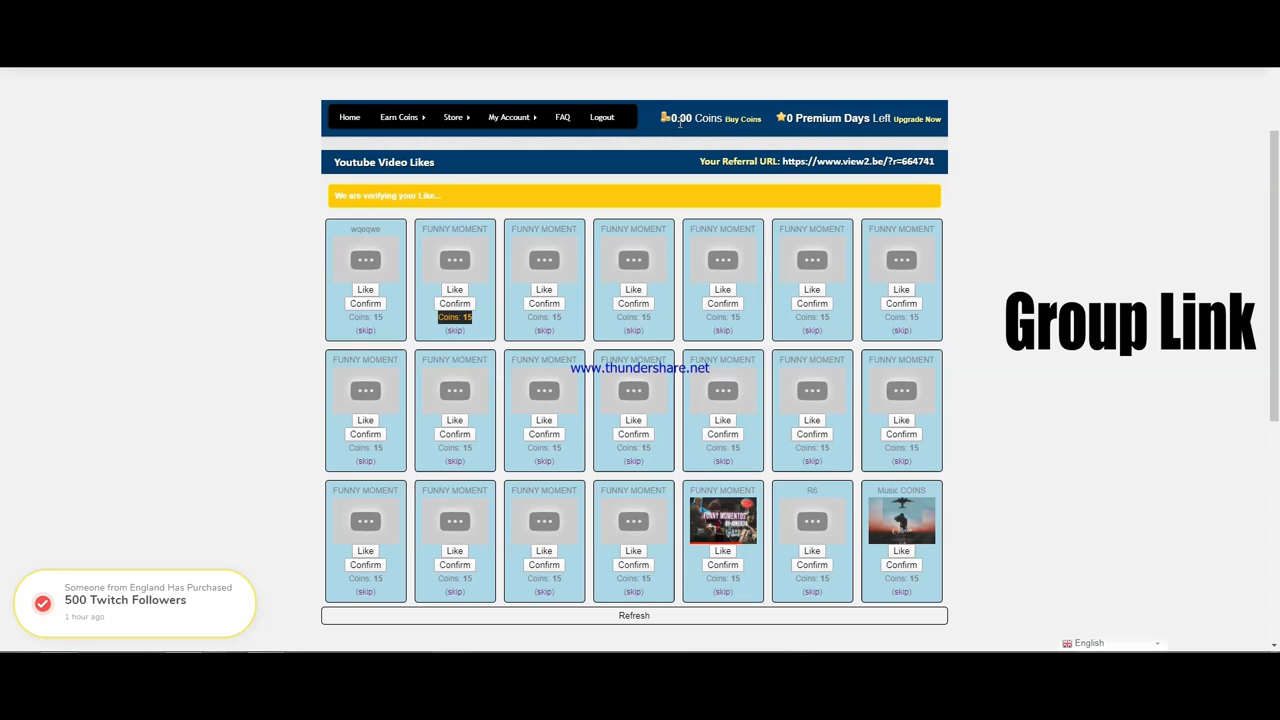 Home Earn Coins Store My Account FAQ Logout 0.00 Coins Buy Coins 0 Premium Days Left Upgrade Now
Youtube Video Likes Your Referral URL: https://www.view2.be/?r=664741
We are verifying your Like...
wqeqwe FUNNY MOMENT FUNNY MOMENT FUNNY MOMENT FUNNY MOMENT FUNNY MOMENT FUNNY MOMENT
Like Like Like Like Like Like Like
Confirm Confirm Confirm Confirm Confirm Confirm Confirm
Coins: 15 Coins: 15 Coins: 15 Coins: 15 Coins: 15 Coins: 15 Coins: 15
(skip) (skip) (skip) (skip) (skip) (skip) (skip)
Group Link
FUNNY MOMENT FUNNY MOMENT FUNNY MOMENT FUNNY MOMENT FUNNY MOMENT FUNNY MOMENT FUNNY MOMENT
www.thundershare.net
Like Like Like Like Like Like Like
Confirm Confirm Confirm Confirm Confirm Confirm Confirm
Coins: 15 Coins: 15 Coins: 15 Coins: 15 Coins: 15 Coins: 15 Coins: 15
(skip) (skip) (skip) (skip) (skip) (skip) (skip)
FUNNY MOMENT FUNNY MOMENT FUNNY MOMENT FUNNY MOMENT FUNNY MOMENT R6 Music COINS
FUNNY MOMENTOS
Like Like Like Like Like Like Like
Confirm Confirm Confirm Confirm Confirm Confirm Confirm
Coins: 15 Coins: 15 Coins: 15 Coins: 15 Coins: 15 Coins: 15 Coins: 15
(skip) (skip) (skip) (skip) (skip) (skip) (skip)
Refresh
Someone from England Has Purchased
500 Twitch Followers
1 hour ago
English